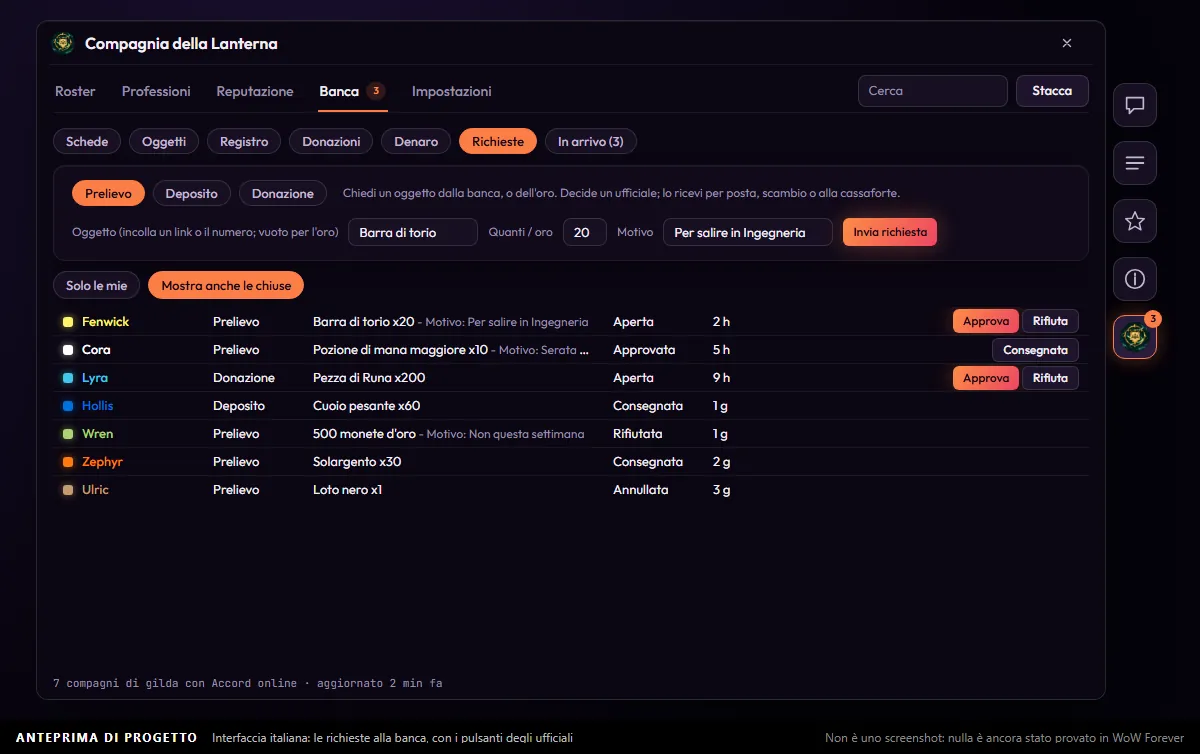 Compagnia della Lanterna
Roster Professioni Reputazione Banca 3 Impostazioni Cerca Stacca
Schede Oggetti Registro Donazioni Denaro Richieste In arrivo (3)
Prelievo Deposito Donazione Chiedi un oggetto dalla banca, o dell'oro. Decide un ufficiale; lo ricevi per posta, scambio o alla cassaforte.
Oggetto (incolla un link o il numero; vuoto per l'oro) Barra di torio Quanti / oro 20 Motivo Per salire in Ingegneria Invia richiesta
Solo le mie Mostra anche le chiuse
3
Fenwick Prelievo Barra di torio x20 - Motivo: Per salire in Ingegneria Aperta 2 h Approva Rifiuta
Cora Prelievo Pozione di mana maggiore x10 - Motivo: Serata ... Approvata 5 h Consegnata
Lyra Donazione Pezza di Runa x200 Aperta 9 h Approva Rifiuta
Hollis Deposito Cuoio pesante x60 Consegnata 1 g
Wren Prelievo 500 monete d'oro - Motivo: Non questa settimana Rifiutata 1 g
Zephyr Prelievo Solargento x30 Consegnata 2 g
Ulric Prelievo Loto nero x1 Annullata 3 g
7 compagni di gilda con Accord online · aggiornato 2 min fa
ANTEPRIMA DI PROGETTO Interfaccia italiana: le richieste alla banca, con i pulsanti degli ufficiali Non è uno screenshot: nulla è ancora stato provato in WoW Forever